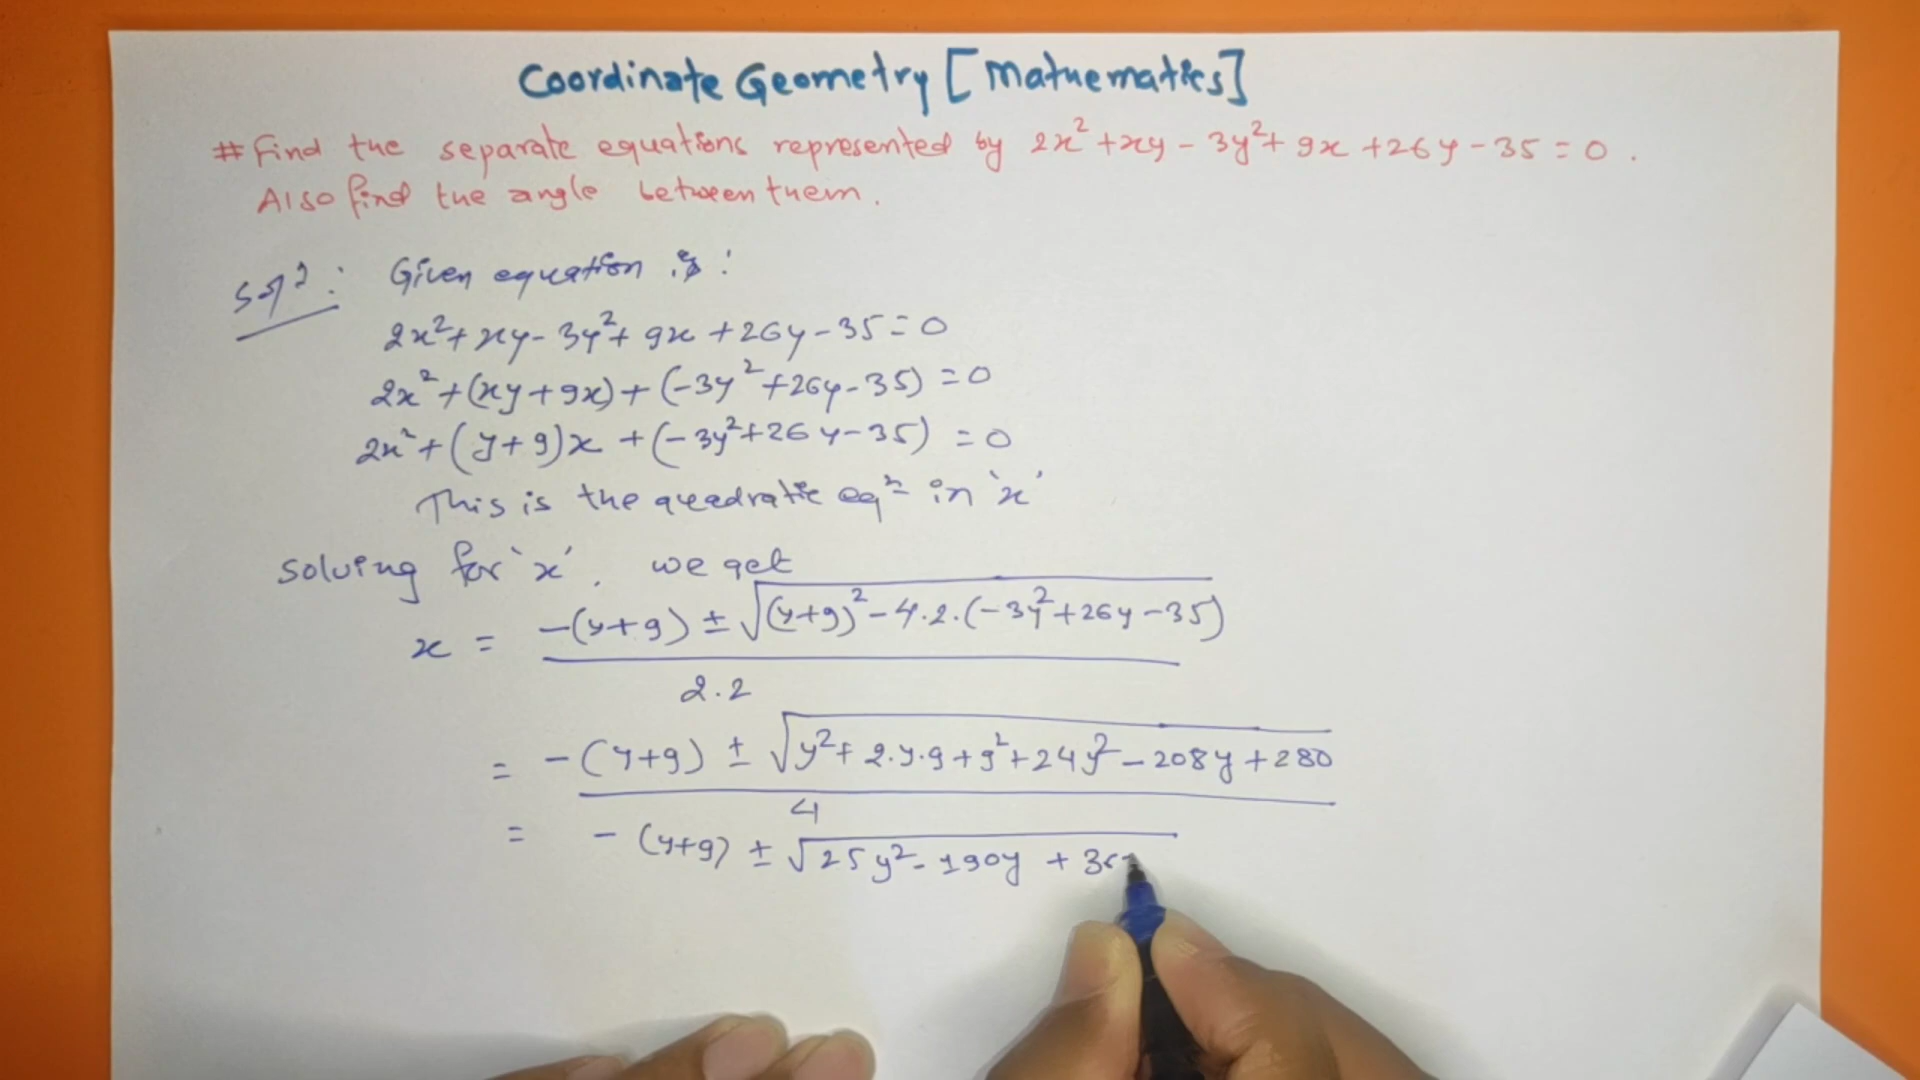 Coordinate Geometry [Mathematics]
# Find the separate equations represented by 2x² + xy - 3y² + 9x + 26y - 35 = 0.
Also find the angle between them.
Solⁿ: Given equation is:
2x² + xy - 3y² + 9x + 26y - 35 = 0
2x² + (xy + 9x) + (-3y² + 26y - 35) = 0
2x² + (y + 9)x + (-3y² + 26y - 35) = 0
This is the quadratic eqⁿ in 'x'
solving for 'x', we get
x = -(y+9) ± √(y+9)² - 4.2.(-3y² + 26y - 35)
2.2
= -(y+9) ± √y² + 2.y.9 + 9² + 24y² - 208y + 280
4
= -(y+9) ± √25y² - 190y + 3